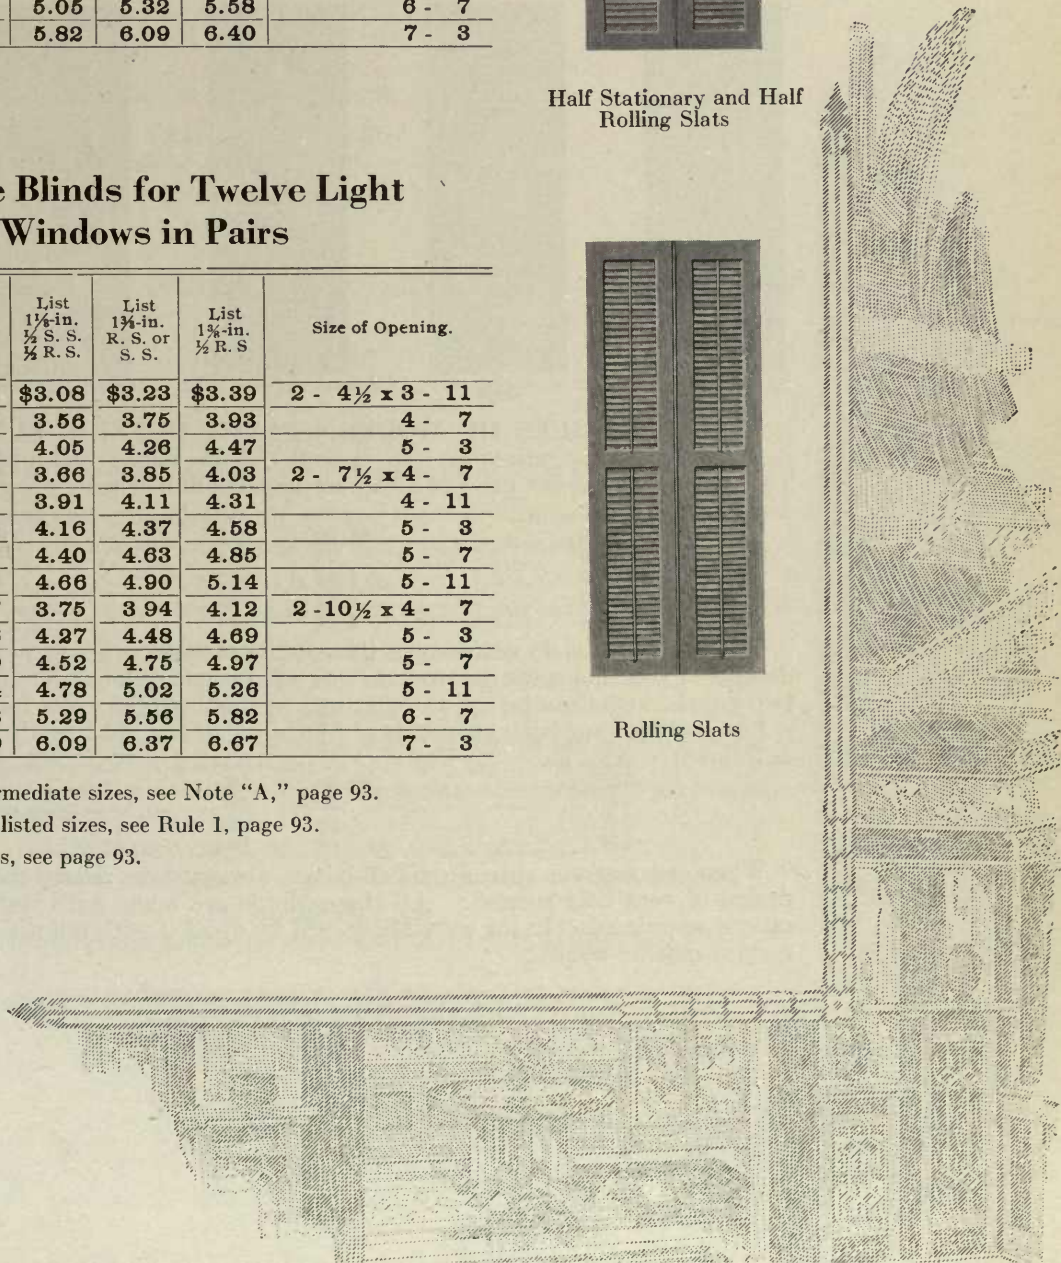 5.05 5.32 5.58 6 - 7
5.82 6.09 6.40 7 - 3
Half Stationary and Half
Rolling Slats
Blinds for Twelve Light
Windows in Pairs
List 1⅛-in. ½ S. S. ½ R. S. List 1⅜-in. R. S. or S. S. List 1⅜-in. ½ R. S Size of Opening.
$3.08 $3.23 $3.39 2 - 4½ x 3 - 11
3.56 3.75 3.93 4 - 7
4.05 4.26 4.47 5 - 3
3.66 3.85 4.03 2 - 7½ x 4 - 7
3.91 4.11 4.31 4 - 11
4.16 4.37 4.58 5 - 3
4.40 4.63 4.85 5 - 7
4.66 4.90 5.14 5 - 11
3.75 3 94 4.12 2 -10½ x 4 - 7
4.27 4.48 4.69 5 - 3
4.52 4.75 4.97 5 - 7
4.78 5.02 5.26 5 - 11
5.29 5.56 5.82 6 - 7
6.09 6.37 6.67 7 - 3
Rolling Slats
rmediate sizes, see Note “A,” page 93.
listed sizes, see Rule 1, page 93.
s, see page 93.